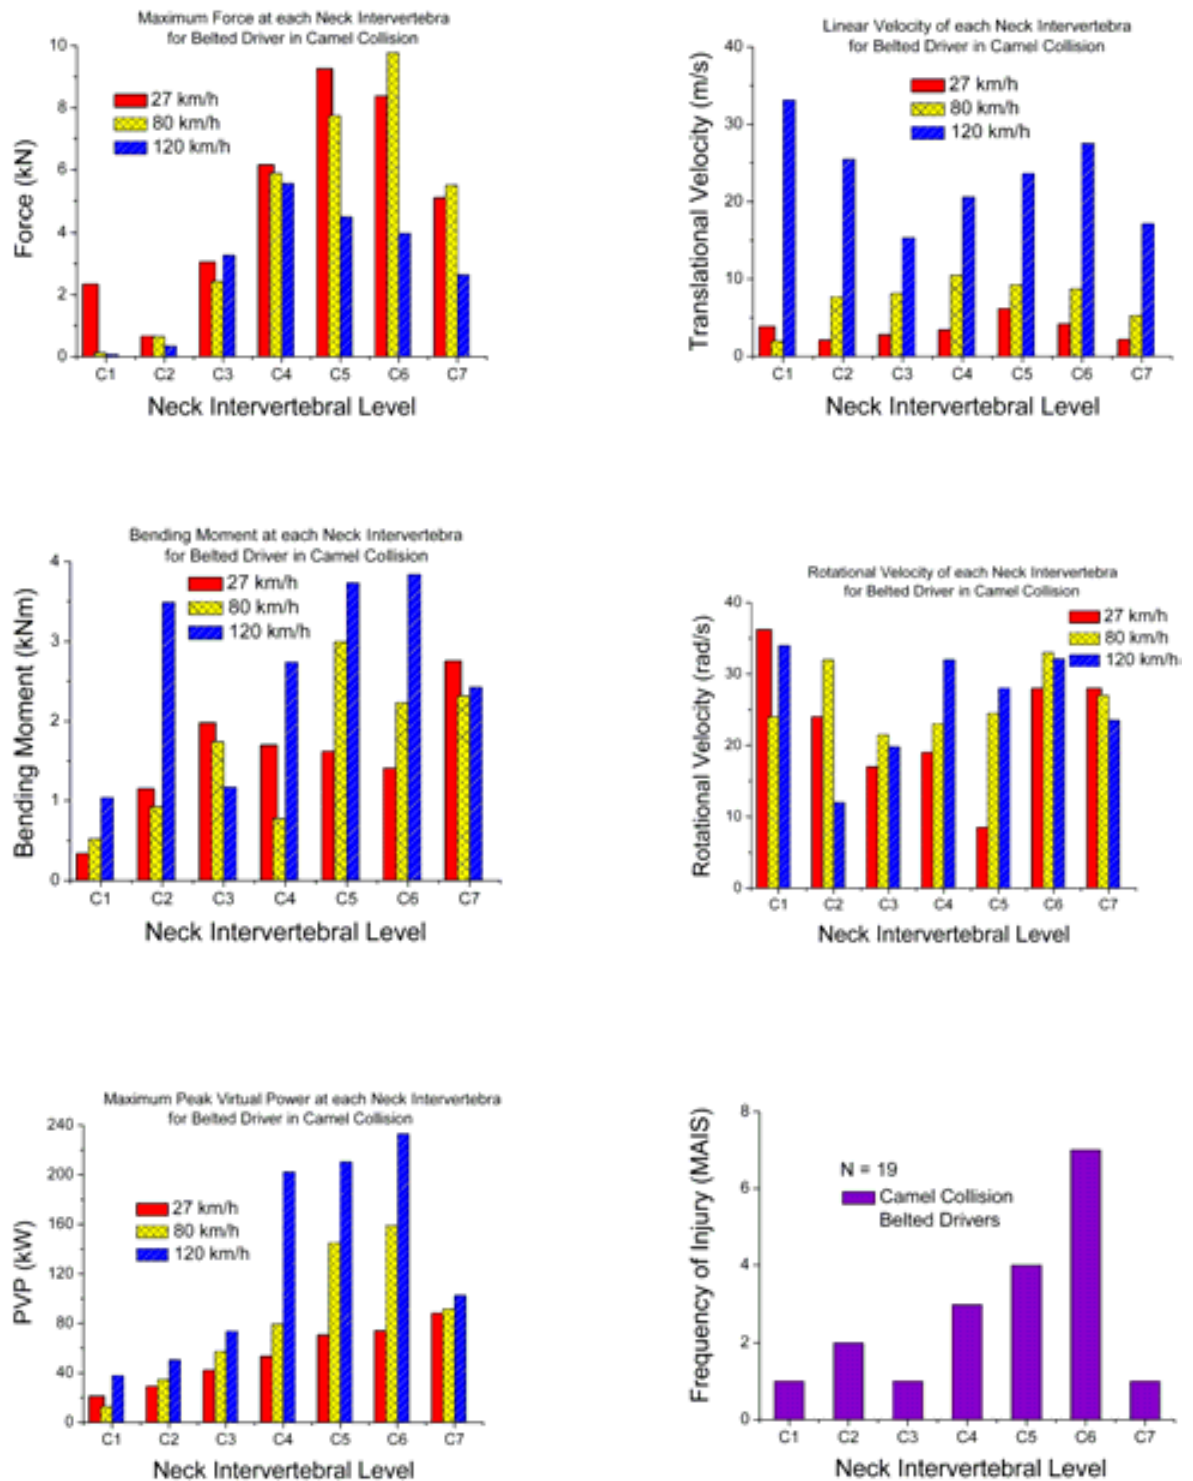 Maximum Force at each Neck Intervertebra
for Belted Driver in Camel Collision
10
8
6
4
2
0
Force (kN)
27 km/h
80 km/h
120 km/h
C1 C2 C3 C4 C5 C6 C7
Neck Intervertebral Level
Linear Velocity of each Neck Intervertebra
for Belted Driver in Camel Collision
40
30
20
10
0
Translational Velocity (m/s)
27 km/h
80 km/h
120 km/h
C1 C2 C3 C4 C5 C6 C7
Neck Intervertebral Level
Bending Moment at each Neck Intervertebra
for Belted Driver in Camel Collision
4
3
2
1
0
Bending Moment (kNm)
27 km/h
80 km/h
120 km/h
C1 C2 C3 C4 C5 C6 C7
Neck Intervertebral Level
Rotational Velocity of each Neck Intervertebra
for Belted Driver in Camel Collision
40
30
20
10
0
Rotational Velocity (rad/s)
27 km/h
80 km/h
120 km/h
C1 C2 C3 C4 C5 C6 C7
Neck Intervertebral Level
Maximum Peak Virtual Power at each Neck Intervertebra
for Belted Driver in Camel Collision
240
200
160
120
80
40
0
PVP (kW)
27 km/h
80 km/h
120 km/h
C1 C2 C3 C4 C5 C6 C7
Neck Intervertebral Level
8
6
4
2
0
Frequency of Injury (MAIS)
N = 19
Camel Collision
Belted Drivers
C1 C2 C3 C4 C5 C6 C7
Neck Intervertebral Level